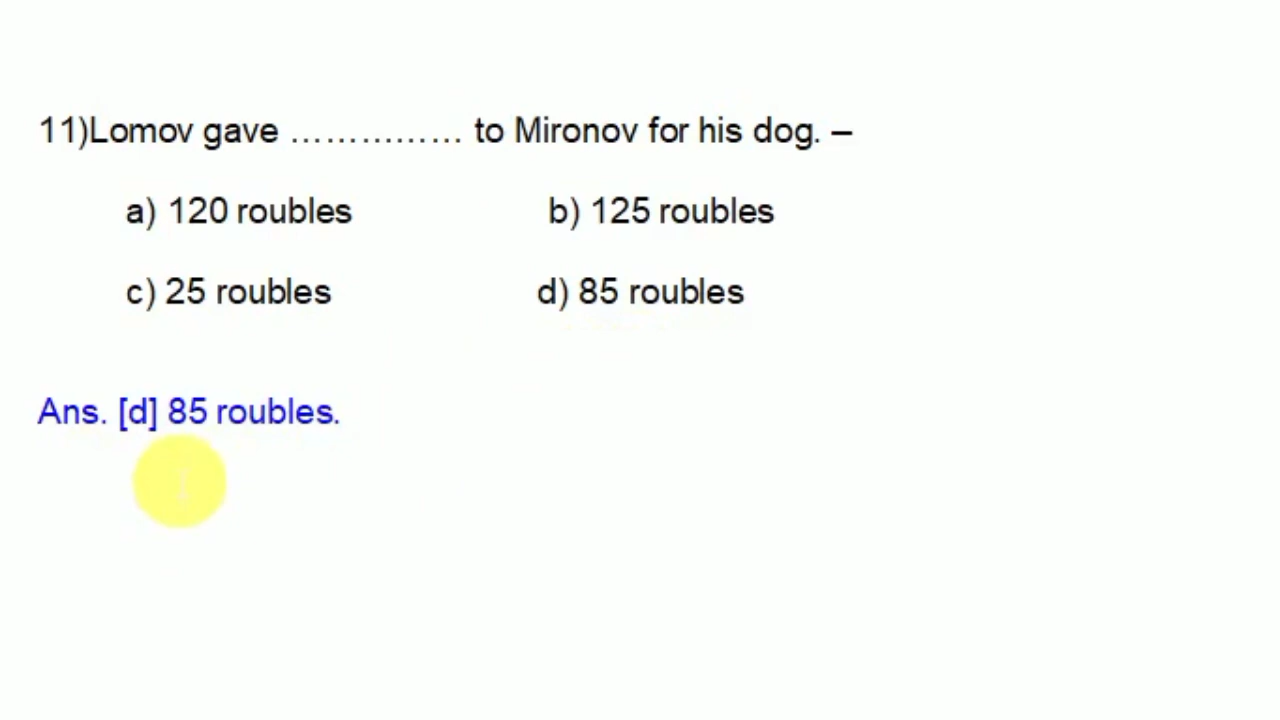 11)Lomov gave …………… to Mironov for his dog. –
a) 120 roubles b) 125 roubles
c) 25 roubles d) 85 roubles
Ans. [d] 85 roubles.